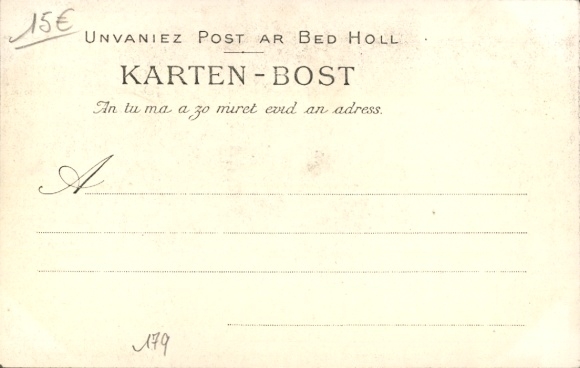 15€
UNVANIEZ POST AR BED HOLL
KARTEN-BOST
An tu ma a zo miret evid an adress.
A
179